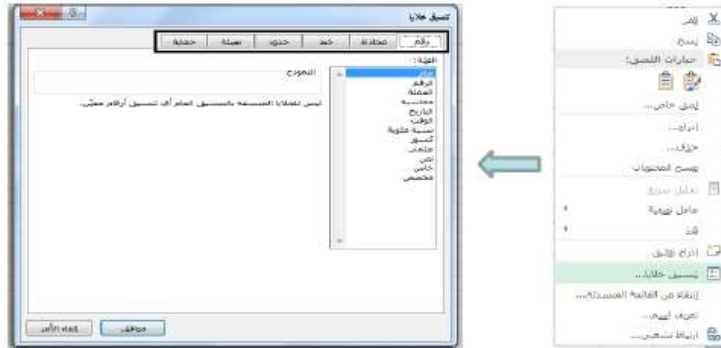 قص
نسخ
خيارات اللصق:
لصق خاص...
إدراج...
حذف...
مسح المحتويات
تحليل سريع
عامل تصفية
فرز
إدراج تعليق
تنسيق خلايا...
انتقاء من القائمة المنسدلة...
تعريف اسم...
ارتباط تشعبي...
تنسيق خلايا
رقم محاذاة خط حدود تعبئة حماية
الفئة:
عام
الرقم
العملة
محاسبة
التاريخ
الوقت
نسبة مئوية
كسور
علمي
نص
خاص
مخصص
النموذج
ليس للخلايا المنسقة بالتنسيق العام أي تنسيق أرقام معيّن.
موافق
إلغاء الأمر